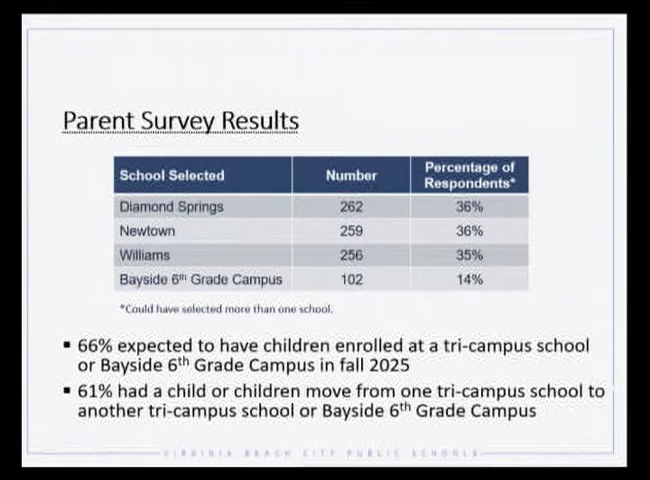 Parent Survey Results
School Selected Number Percentage of Respondents*
Diamond Springs 262 36%
Newtown 259 36%
Williams 256 35%
Bayside 6th Grade Campus 102 14%
*Could have selected more than one school.
▪ 66% expected to have children enrolled at a tri-campus school
or Bayside 6th Grade Campus in fall 2025
▪ 61% had a child or children move from one tri-campus school to
another tri-campus school or Bayside 6th Grade Campus
VIRGINIA BEACH CITY PUBLIC SCHOOLS